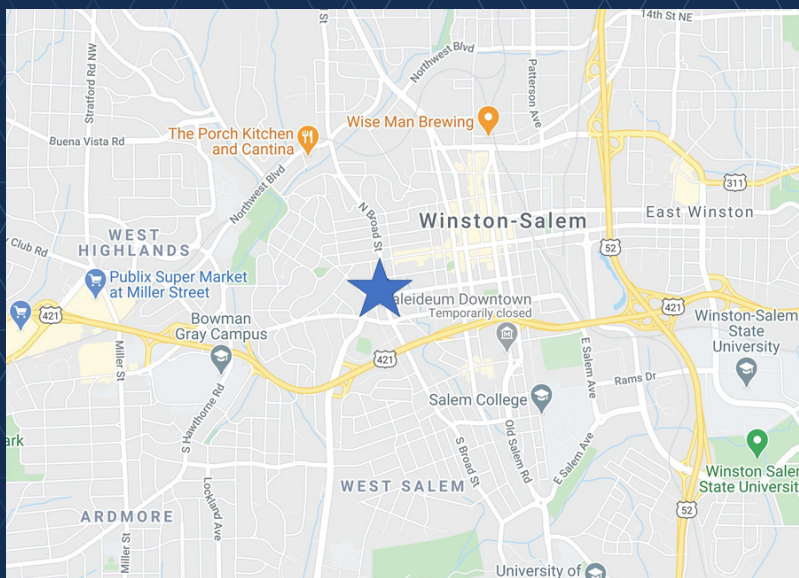 14th St NE
Stratford Rd NW
Northwest Blvd
Patterson Ave
Wise Man Brewing
The Porch Kitchen
and Cantina
Buena Vista Rd
311
Northwest Blvd
N Broad St
Winston-Salem
East Winston
WEST
HIGHLANDS
52
Club Rd
Publix Super Market
at Miller Street
aleideum Downtown
Temporarily closed
421
421
Bowman
Gray Campus
Winston-Salem
State
University
Miller St
421
E Salem Ave
Rams Dr
Salem College
S Hawthorne Rd
Old Salem Rd
S Broad St
E Salem Ave
ark
Winston Salem
State Universit
WEST SALEM
Lockland Ave
52
ARDMORE
Miller St
University of